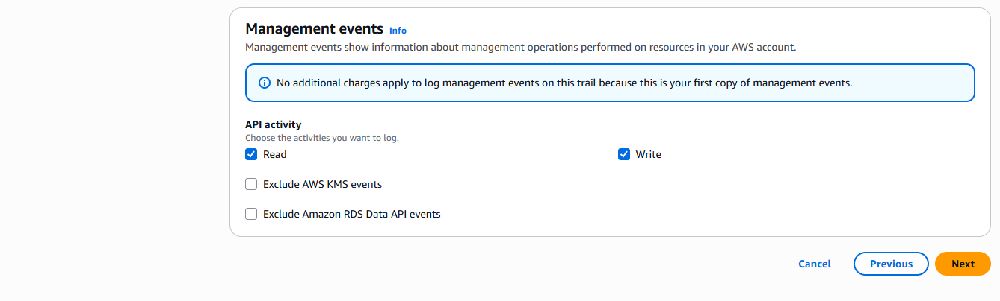 Management events Info
Management events show information about management operations performed on resources in your AWS account.
No additional charges apply to log management events on this trail because this is your first copy of management events.
API activity
Choose the activities you want to log.
Read Write
Exclude AWS KMS events
Exclude Amazon RDS Data API events
Cancel Previous Next